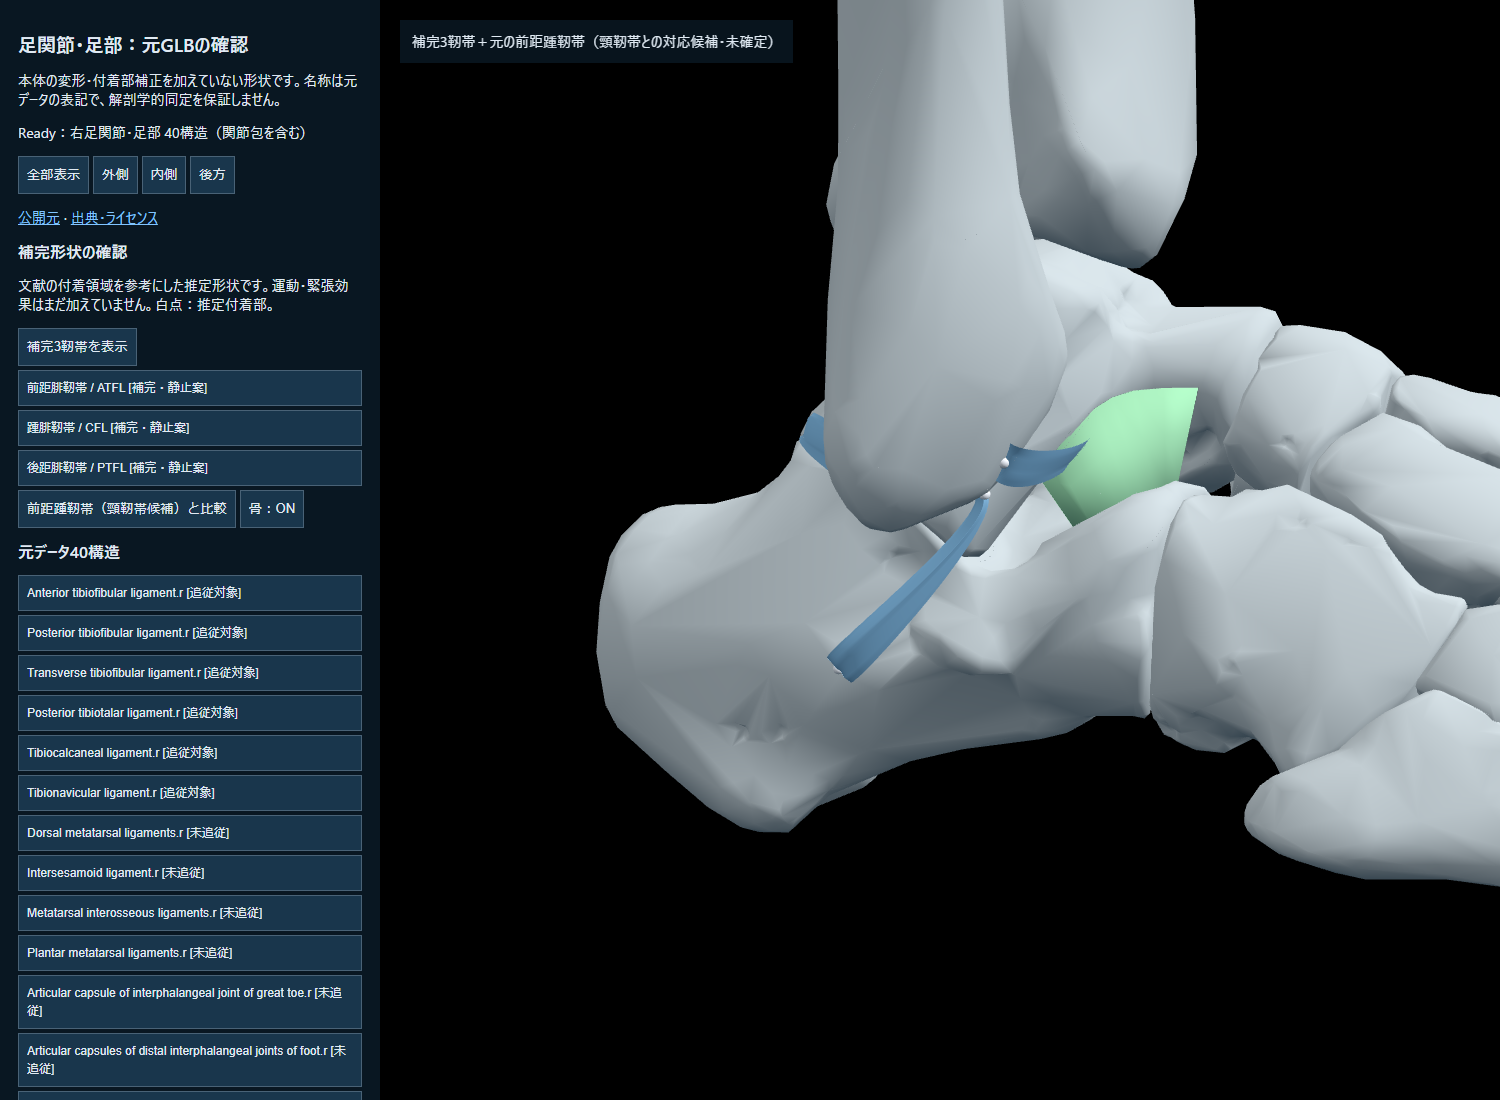 足関節・足部：元GLBの確認
本体の変形・付着部補正を加えていない形状です。名称は元
データの表記で、解剖学的同定を保証しません。
Ready：右足関節・足部 40構造（関節包を含む）
全部表示 外側 内側 後方
公開元 · 出典・ライセンス
補完形状の確認
文献の付着領域を参考にした推定形状です。運動・緊張効
果はまだ加えていません。白点：推定付着部。
補完3靭帯を表示
前距腓靭帯 / ATFL [補完・静止案]
踵腓靭帯 / CFL [補完・静止案]
後距腓靭帯 / PTFL [補完・静止案]
前距踵靭帯（頸靭帯候補）と比較 骨：ON
元データ40構造
Anterior tibiofibular ligament.r [追従対象]
Posterior tibiofibular ligament.r [追従対象]
Transverse tibiofibular ligament.r [追従対象]
Posterior tibiotalar ligament.r [追従対象]
Tibiocalcaneal ligament.r [追従対象]
Tibionavicular ligament.r [追従対象]
Dorsal metatarsal ligaments.r [未追従]
Intersesamoid ligament.r [未追従]
Metatarsal interosseous ligaments.r [未追従]
Plantar metatarsal ligaments.r [未追従]
Articular capsule of interphalangeal joint of great toe.r [未追
従]
Articular capsules of distal interphalangeal joints of foot.r [未
追従]
補完3靭帯＋元の前距踵靭帯（頸靭帯との対応候補・未確定）